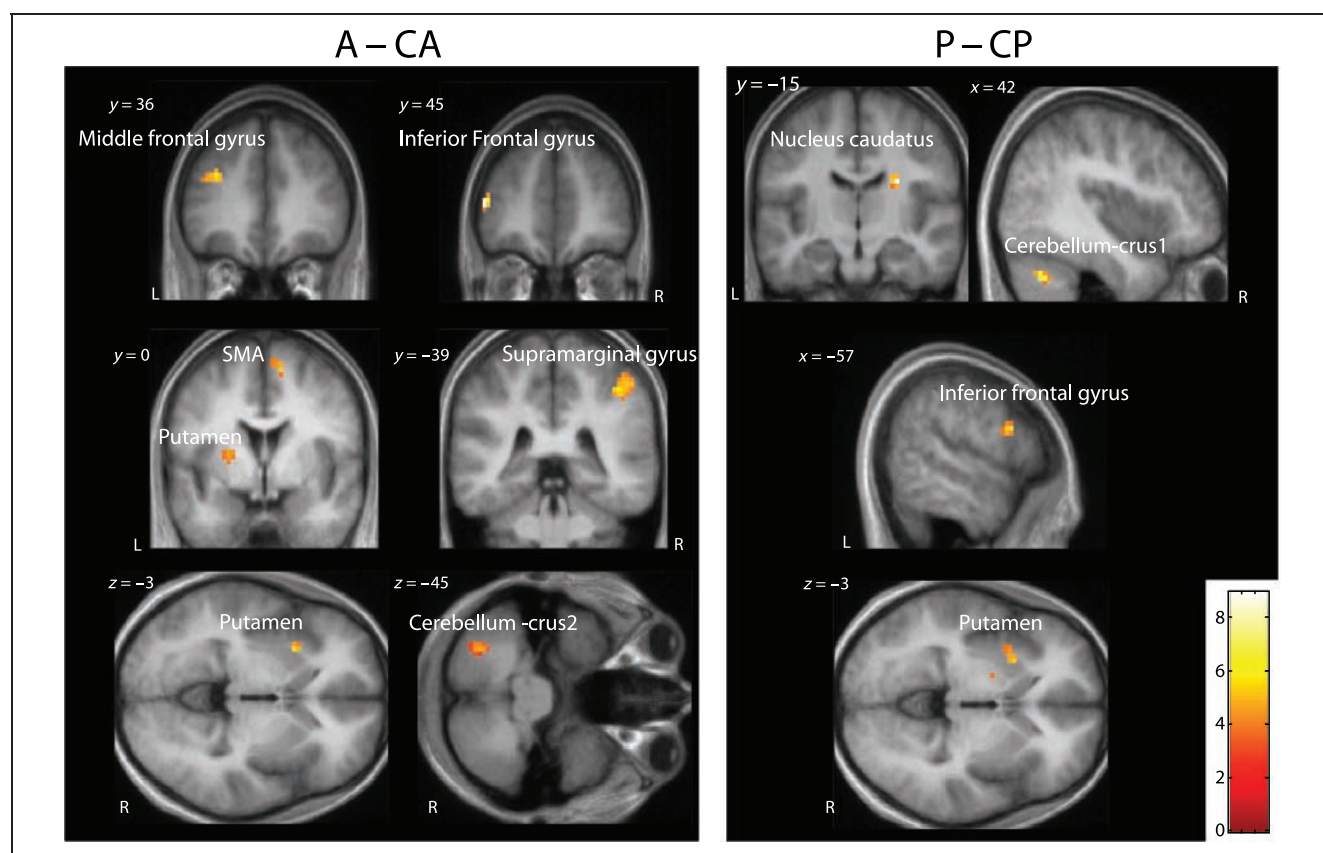 A – CA
P – CP
y = 36
Middle frontal gyrus
y = 45
Inferior Frontal gyrus
L
R
y = 0
SMA
Putamen
y = –39
Supramarginal gyrus
L
R
z = –3
Putamen
z = –45
Cerebellum -crus2
R
R
y = –15
Nucleus caudatus
x = 42
Cerebellum-crus1
L
R
x = –57
Inferior frontal gyrus
L
z = –3
Putamen
R
8
6
4
2
0